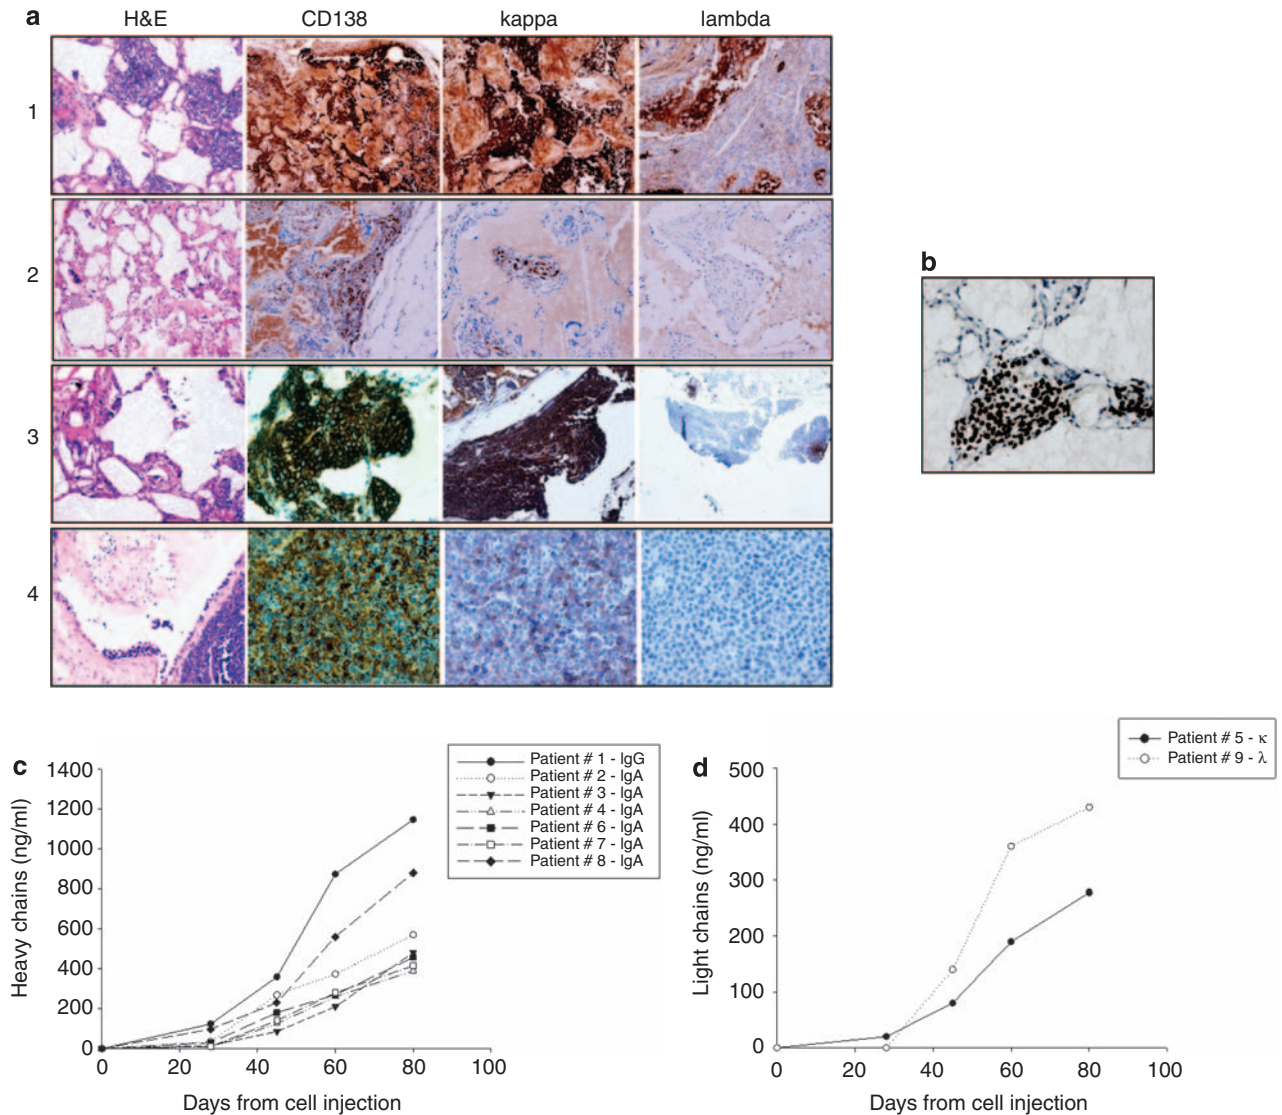 a
H&E CD138 kappa lambda
1
2
3
4
b
c
1400
1200
1000
800
600
400
200
0
0 20 40 60 80 100
Heavy chains (ng/ml)
Days from cell injection
Patient # 1 - IgG
Patient # 2 - IgA
Patient # 3 - IgA
Patient # 4 - IgA
Patient # 6 - IgA
Patient # 7 - IgA
Patient # 8 - IgA
d
500
400
300
200
100
0
0 20 40 60 80 100
Light chains (ng/ml)
Days from cell injection
Patient # 5 - κ
Patient # 9 - λ